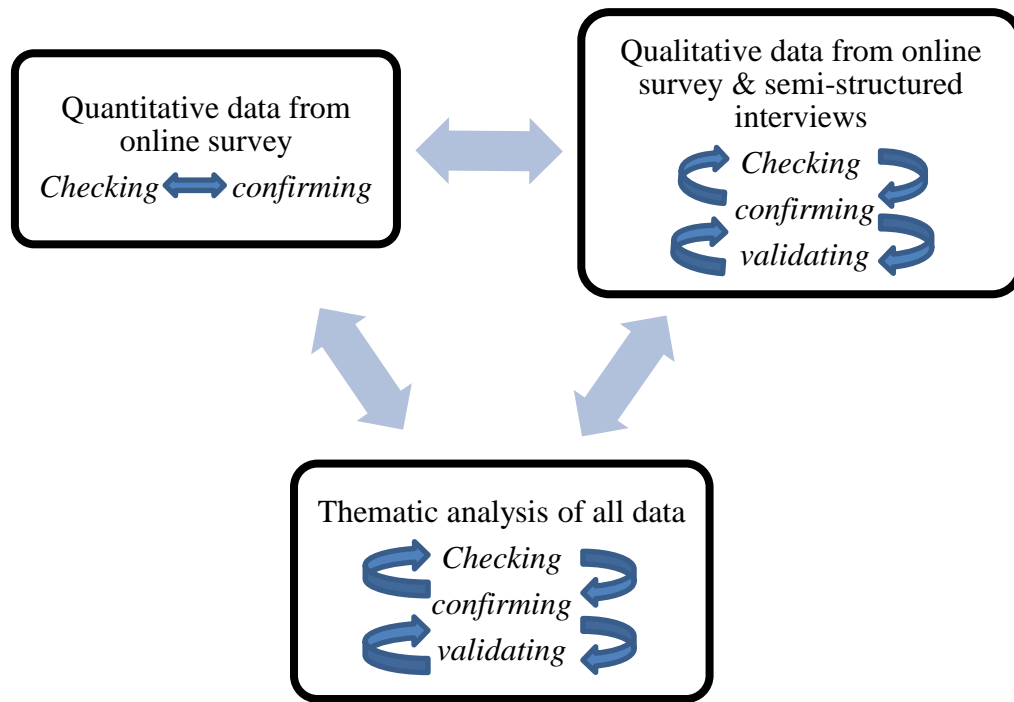 Quantitative data from
online survey
Checking confirming
Qualitative data from online
survey & semi-structured
interviews
Checking
confirming
validating
Thematic analysis of all data
Checking
confirming
validating